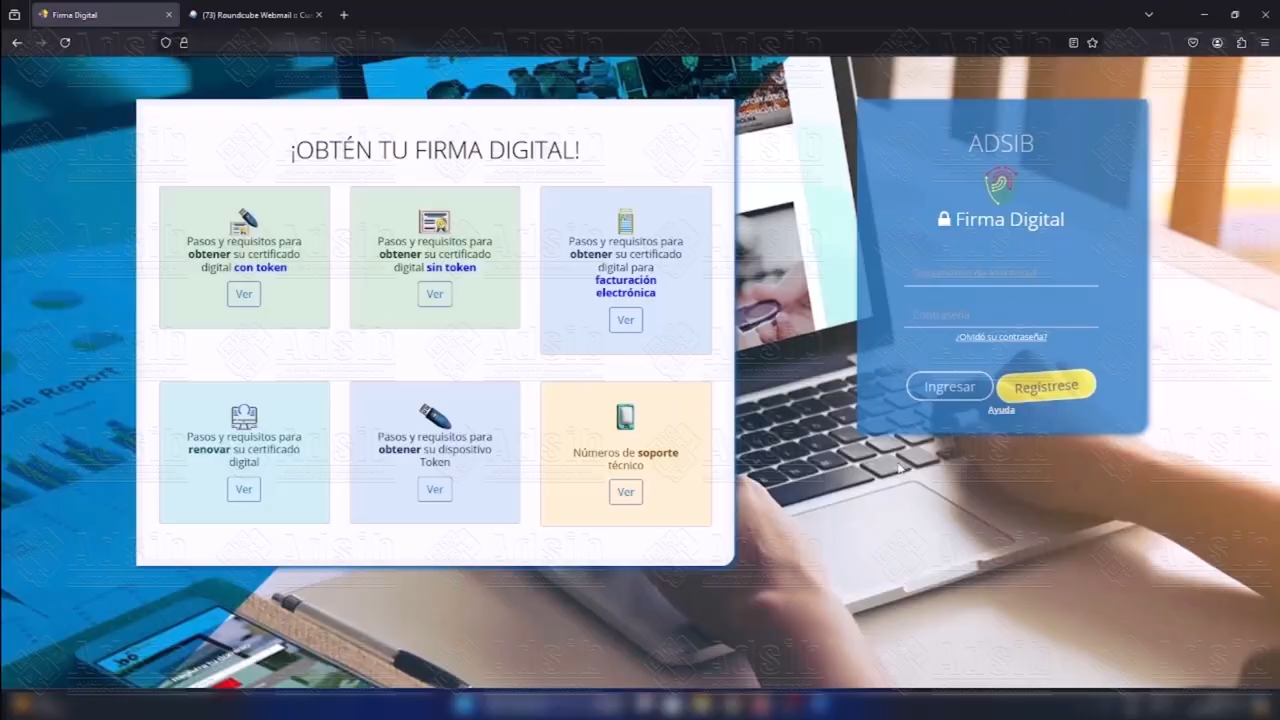 Firma Digital
(73) Roundcube Webmail
¡OBTÉN TU FIRMA DIGITAL!
Pasos y requisitos para
obtener su certificado
digital con token
Ver
Pasos y requisitos para
obtener su certificado
digital sin token
Ver
Pasos y requisitos para
obtener su certificado
digital para
facturación
electrónica
Ver
Pasos y requisitos para
renovar su certificado
digital
Ver
Pasos y requisitos para
obtener su dispositivo
Token
Ver
Números de soporte
técnico
Ver
ADSIB
Firma Digital
Contraseña
¿Olvidó su contraseña?
Ingresar
Registrese
Ayuda
Adsib